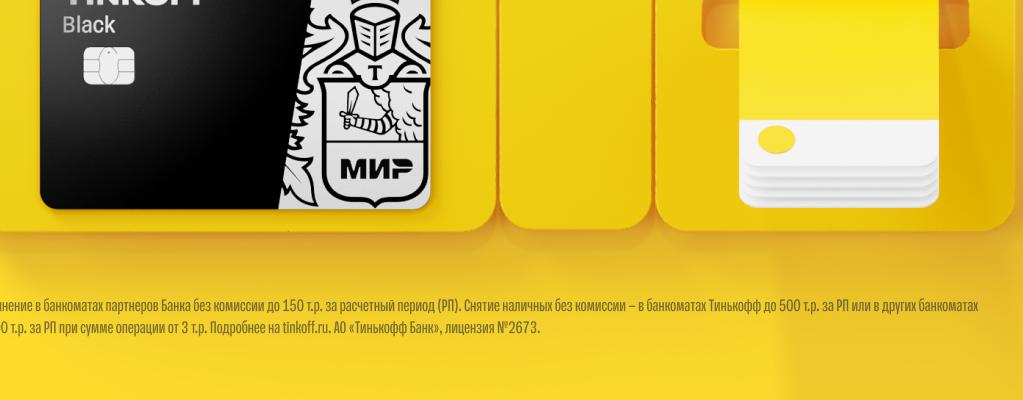 TINKOFF
Black
T
МИР
в банкоматах партнеров Банка без комиссии до 150 т.р. за расчетный период (РП). Снятие наличных без комиссии – в банкоматах Тинькофф до 500 т.р. за РП или в других банкоматах
т.р. за РП при сумме операции от 3 т.р. Подробнее на tinkoff.ru. АО «Тинькофф Банк», лицензия №2673.